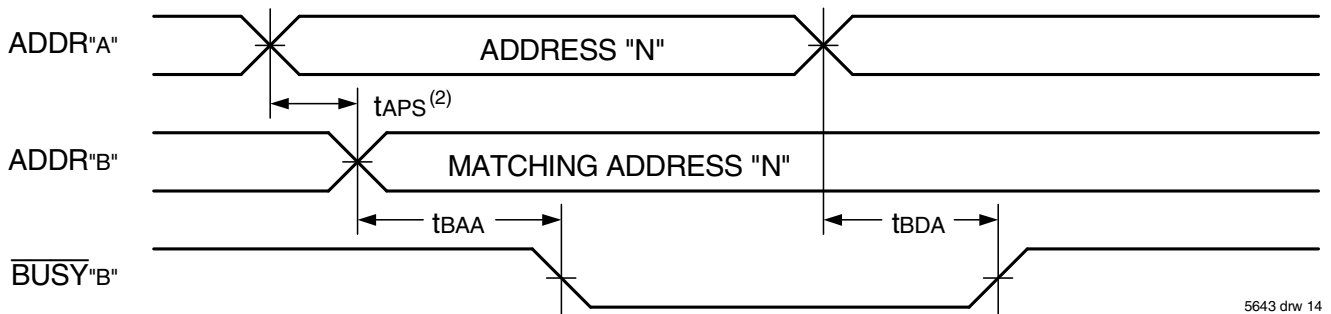 ADDR"A"
ADDRESS "N"
tAPS(2)
ADDR"B"
MATCHING ADDRESS "N"
tBAA
tBDA
BUSY"B"
5643 drw 14